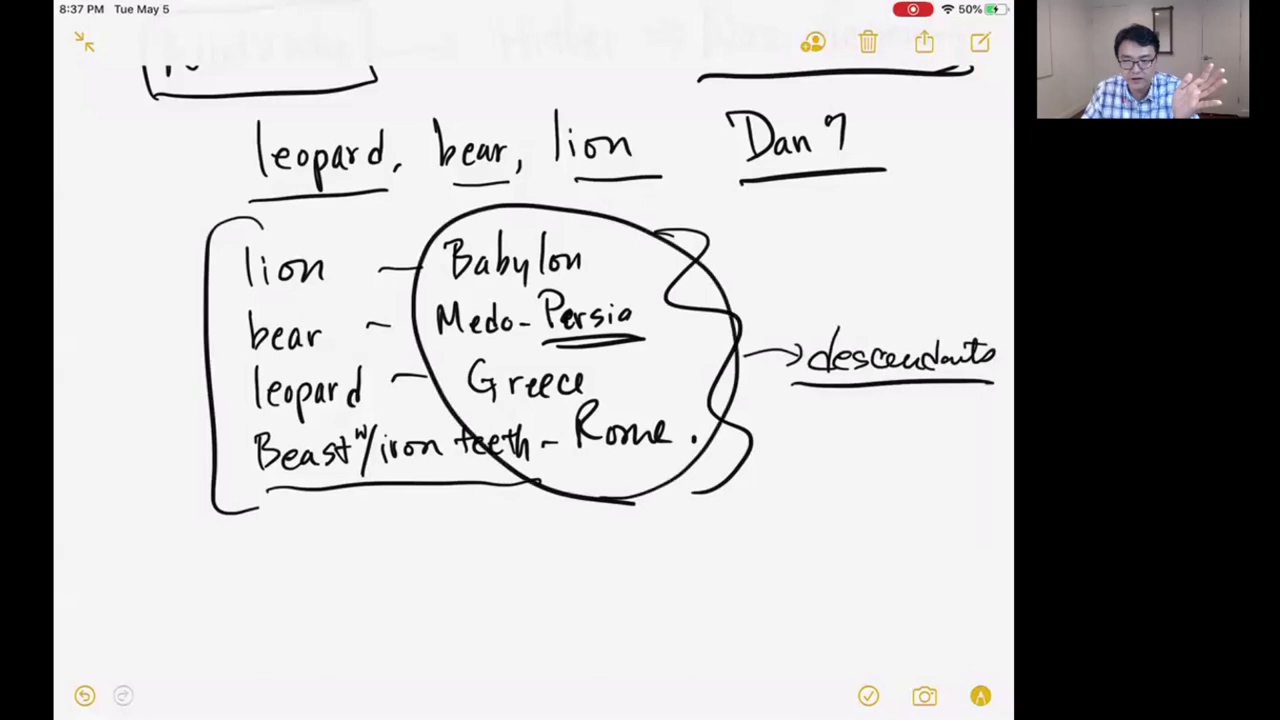 8:37 PM Tue May 5
50%
leopard, bear, lion Dan 7
lion - Babylon
bear - Medo-Persia
leopard - Greece
Beast w/iron teeth - Rome.
→ descendants